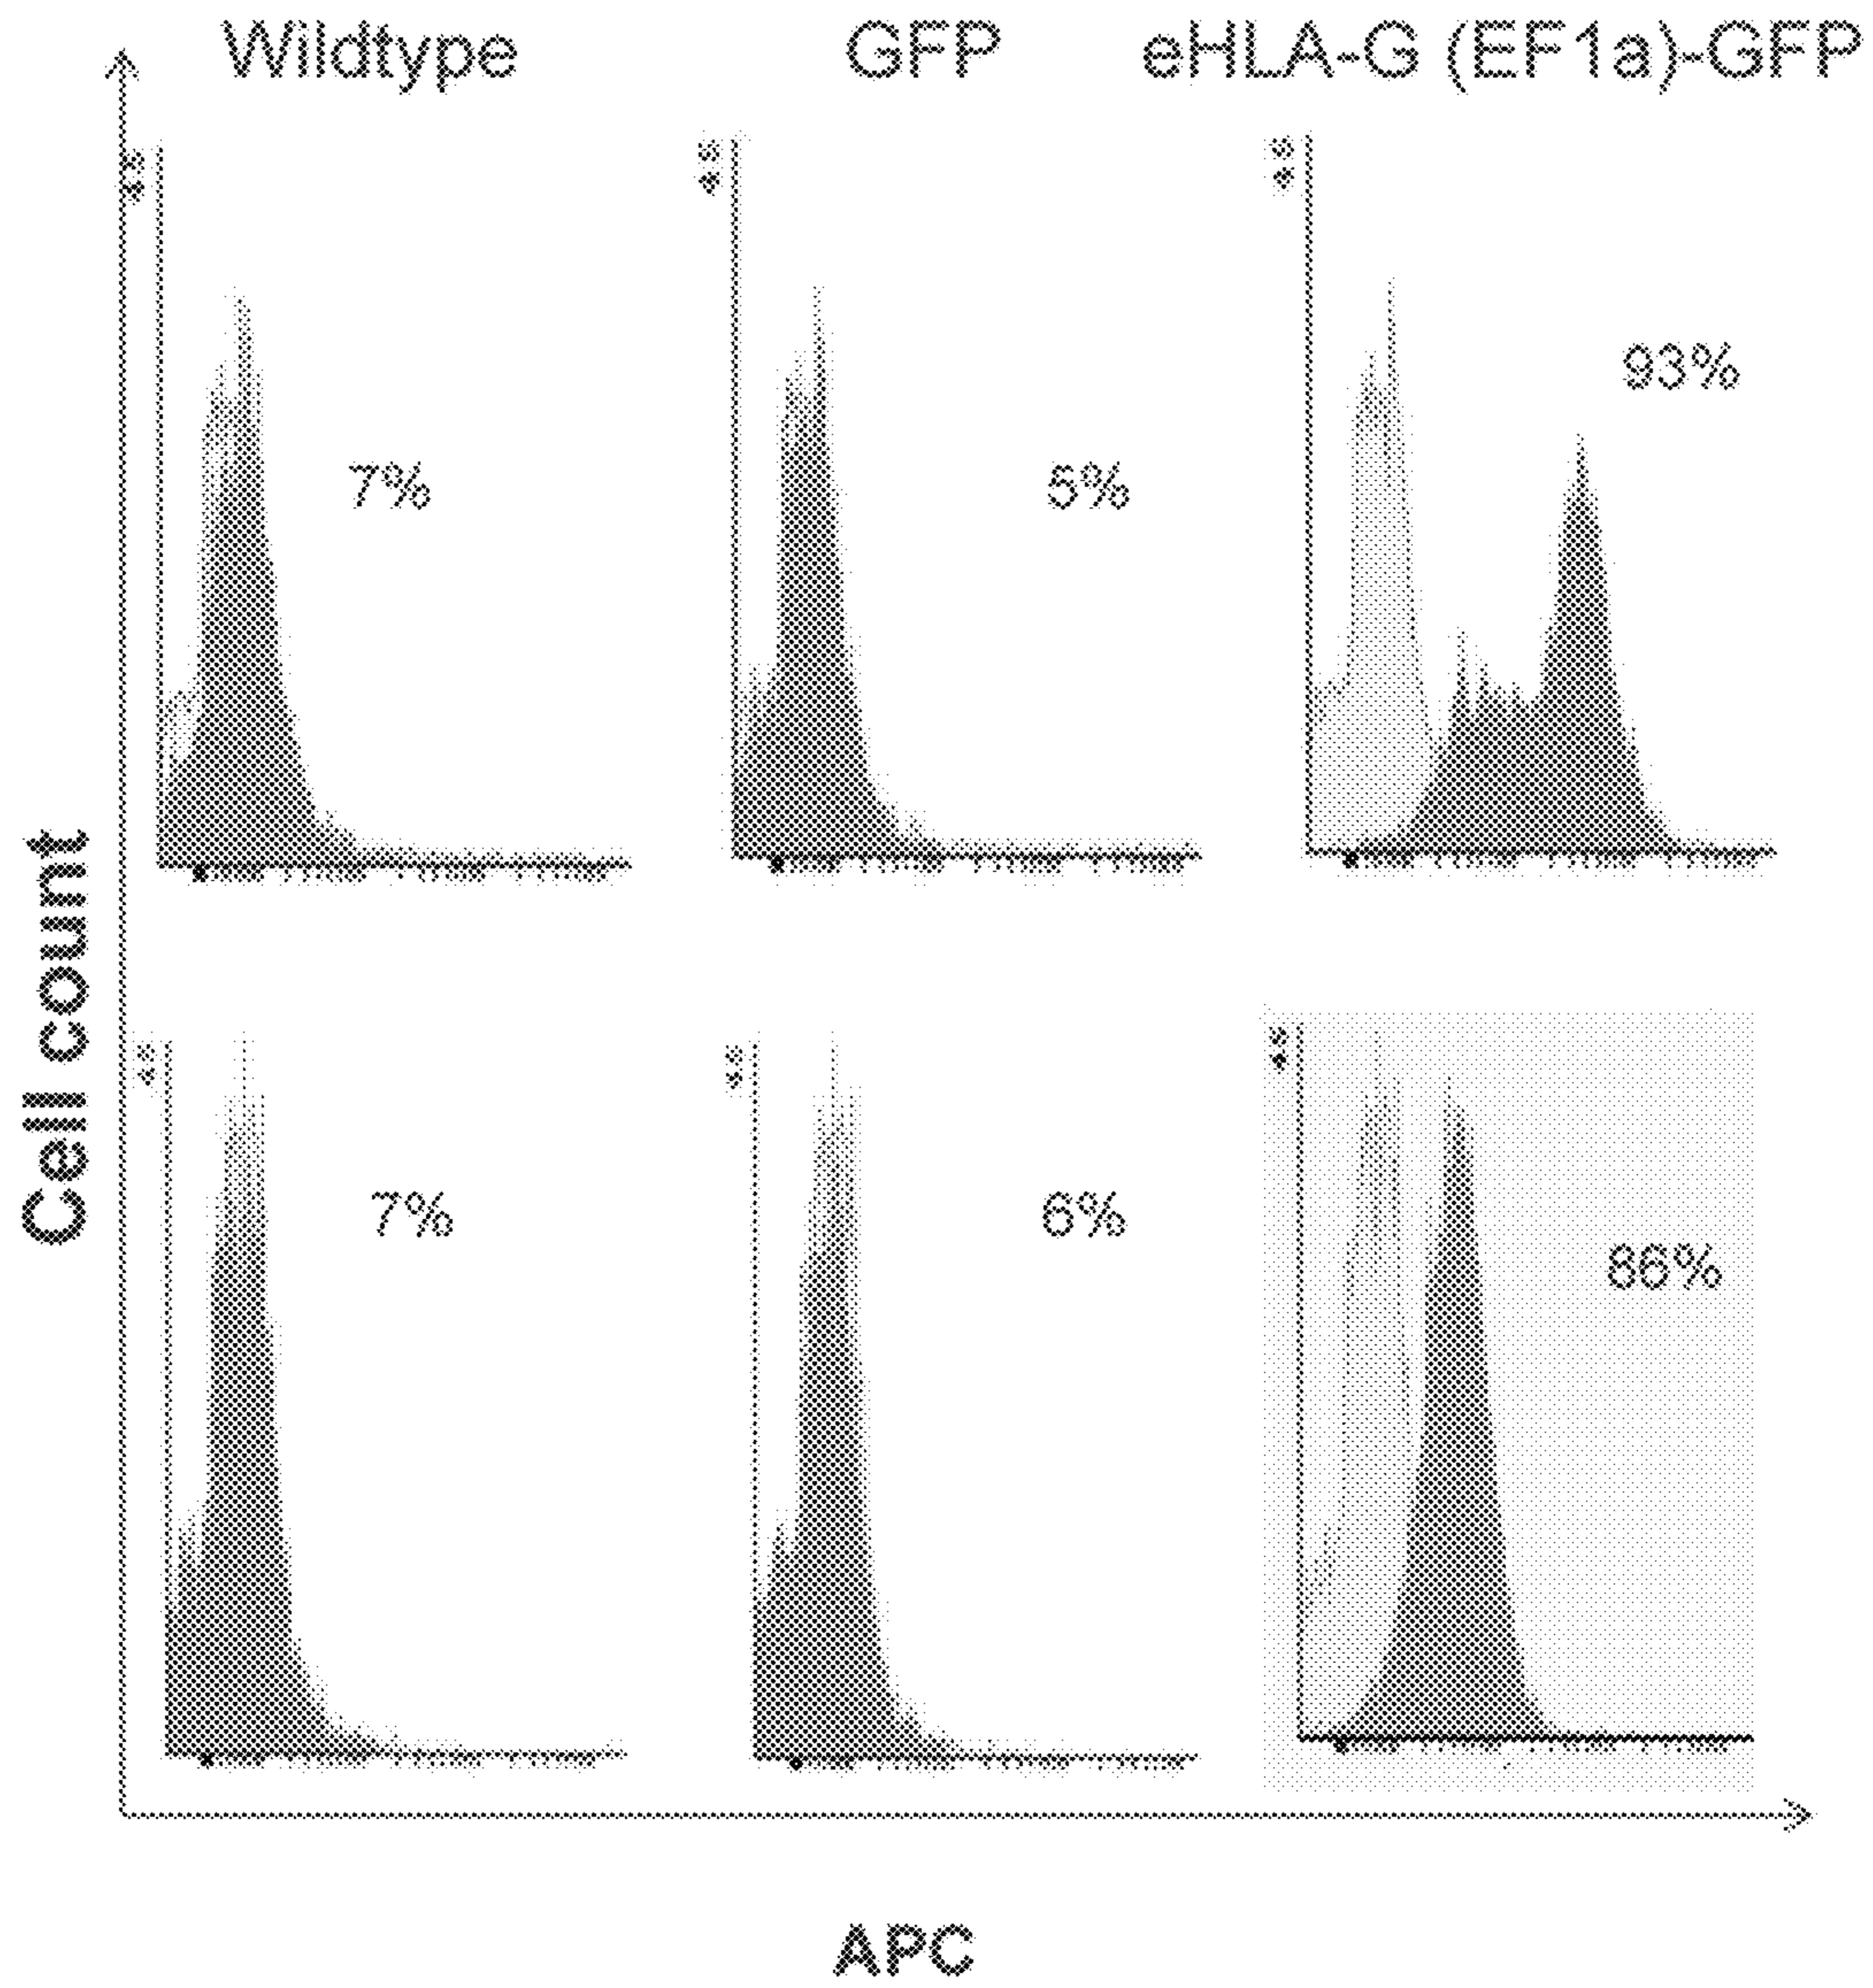 Wildtype GFP eHLA-G (EF1a)-GFP
7% 5% 93%
7% 6% 86%
Cell count
APC